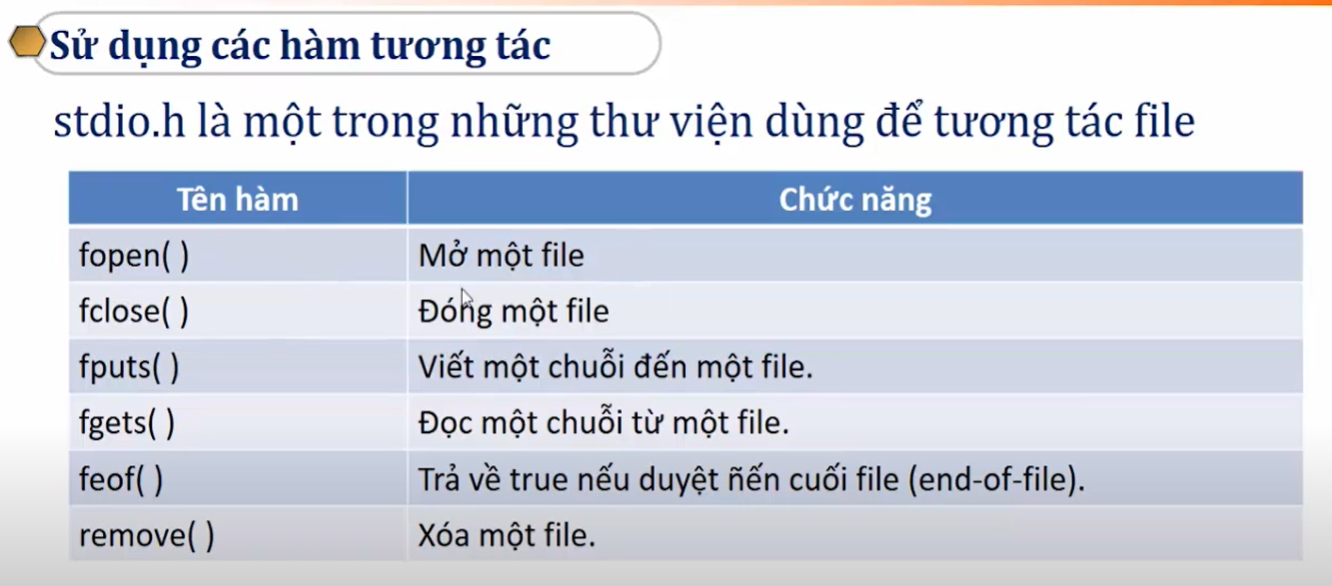 Sử dụng các hàm tương tác
stdio.h là một trong những thư viện dùng để tương tác file
Tên hàm Chức năng
fopen( ) Mở một file
fclose( ) Đóng một file
fputs( ) Viết một chuỗi đến một file.
fgets( ) Đọc một chuỗi từ một file.
feof( ) Trả về true nếu duyệt ñến cuối file (end-of-file).
remove( ) Xóa một file.